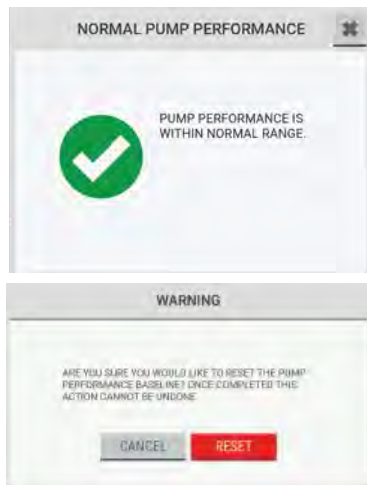 NORMAL PUMP PERFORMANCE
PUMP PERFORMANCE IS
WITHIN NORMAL RANGE.
WARNING
ARE YOU SURE YOU WOULD LIKE TO RESET THE PUMP
PERFORMANCE BASELINE? ONCE COMPLETED THIS
ACTION CANNOT BE UNDONE
CANCEL
RESET